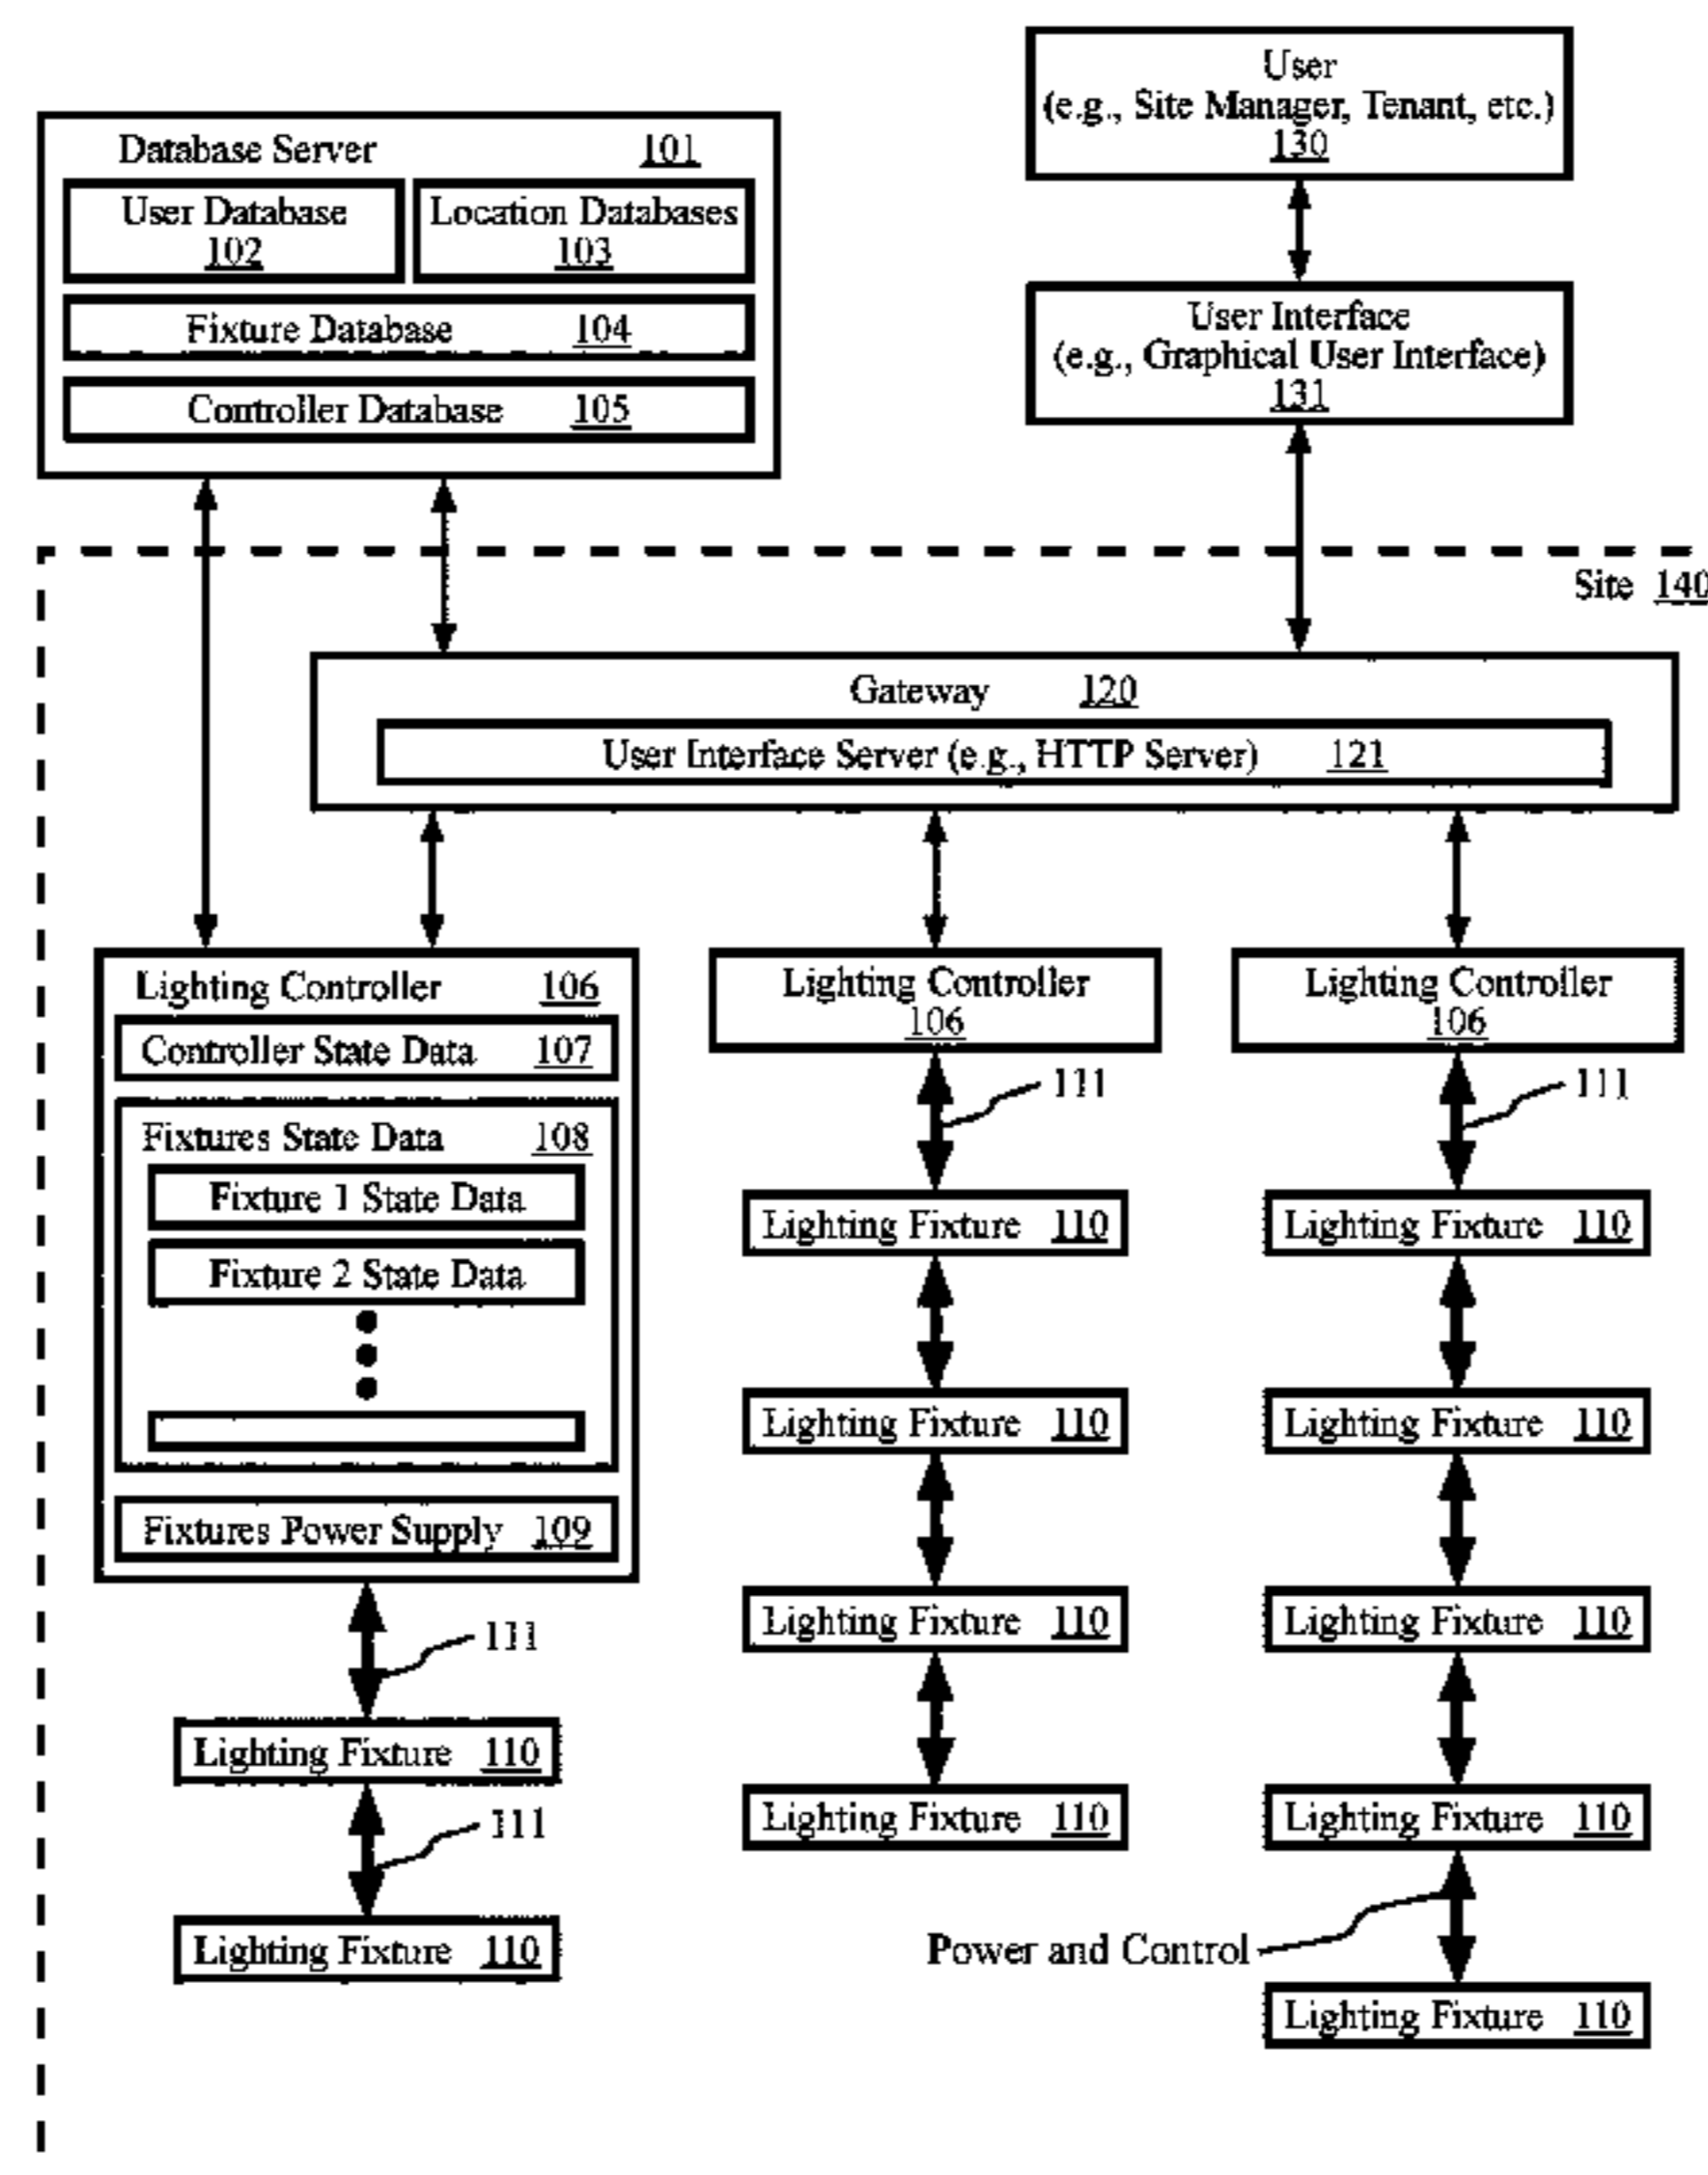 User
(e.g., Site Manager, Tenant, etc.)
130
Database Server 101
User Database
102
Location Databases
103
Fixture Database 104
Controller Database 105
User Interface
(e.g., Graphical User Interface)
131
Site 140
Gateway 120
User Interface Server (e.g., HTTP Server) 121
Lighting Controller 106
Controller State Data 107
Fixtures State Data 108
Fixture 1 State Data
Fixture 2 State Data
Fixtures Power Supply 109
111
Lighting Fixture 110
111
Lighting Fixture 110
Lighting Controller
106
111
Lighting Fixture 110
Lighting Fixture 110
Lighting Fixture 110
Lighting Fixture 110
Lighting Controller
106
111
Lighting Fixture 110
Lighting Fixture 110
Lighting Fixture 110
Lighting Fixture 110
Power and Control
Lighting Fixture 110